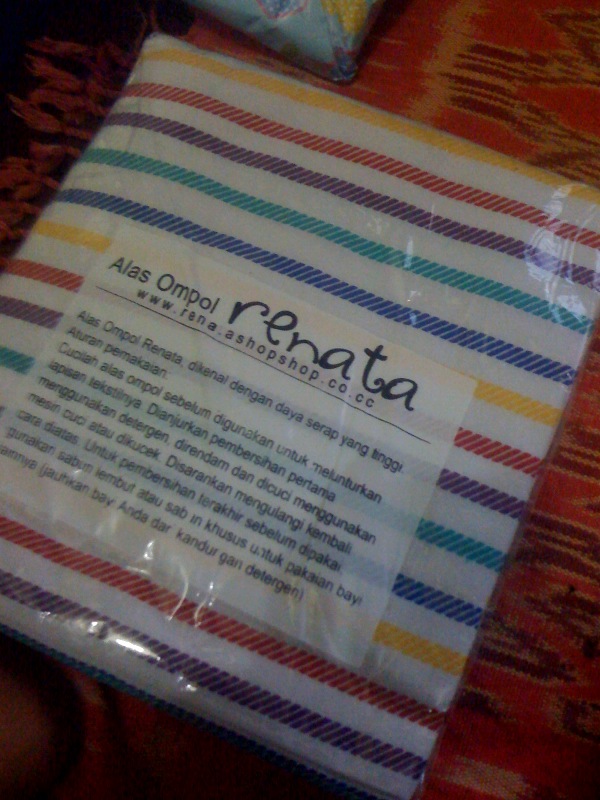 Alas Ompol renata
www.rena.ashopshop.co.cc
Alas Ompol Renata, dikenal dengan daya serap yang tinggi.
Aturan pemakaian:
Cucilah alas ompol sebelum digunakan untuk melunturkan
lapisan tekstilnya. Dianjurkan pembersihan pertama
menggunakan detergen, direndam dan dicuci menggunakan
mesin cuci atau dikucek. Disarankan mengulangi kembali
cara diatas. Untuk pembersihan terakhir sebelum dipakai
gunakan sabun lembut atau sabun khusus untuk pakaian bayi
lainnya (jauhkan bayi Anda dari kandungan detergen)